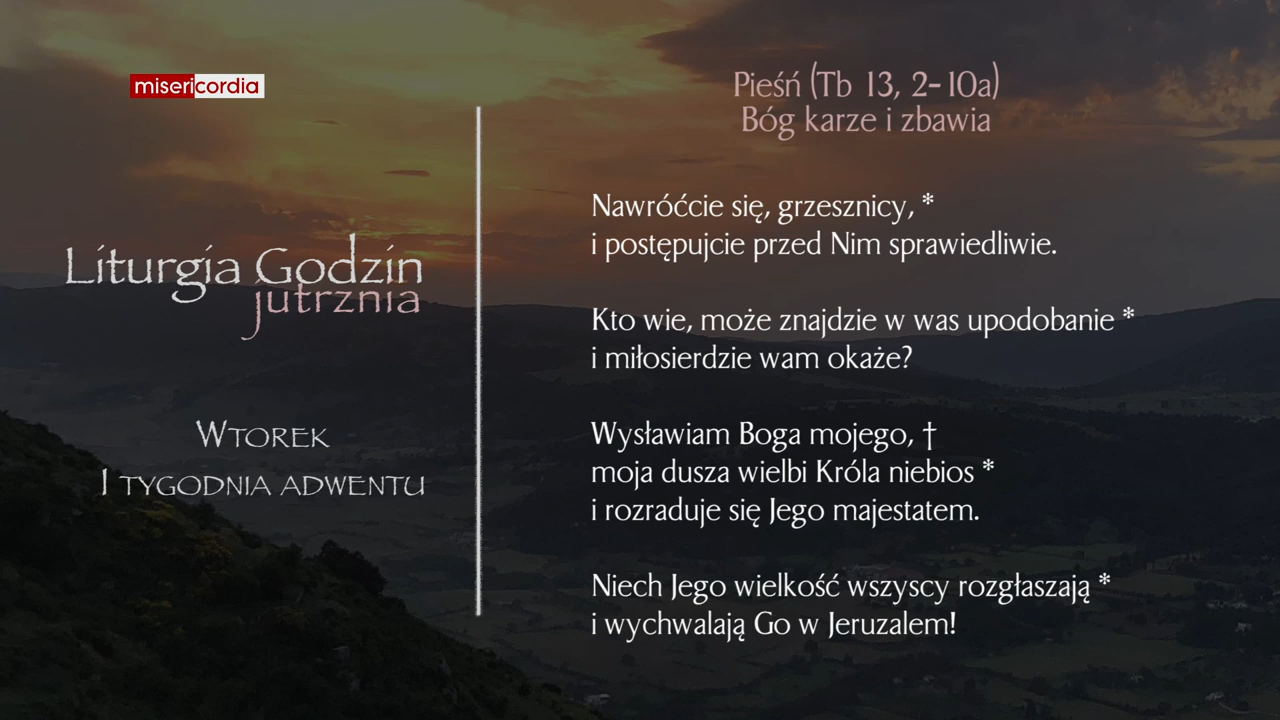 misericordia
Liturgia Godzin
jutrznia
Wtorek
I tygodnia adwentu
Pieśń (Tb 13, 2-10a)
Bóg karze i zbawia
Nawróćcie się, grzesznicy, *
i postępujcie przed Nim sprawiedliwie.
Kto wie, może znajdzie w was upodobanie *
i miłosierdzie wam okaże?
Wysławiam Boga mojego, †
moja dusza wielbi Króla niebios *
i rozraduje się Jego majestatem.
Niech Jego wielkość wszyscy rozgłaszają *
i wychwalają Go w Jeruzalem!